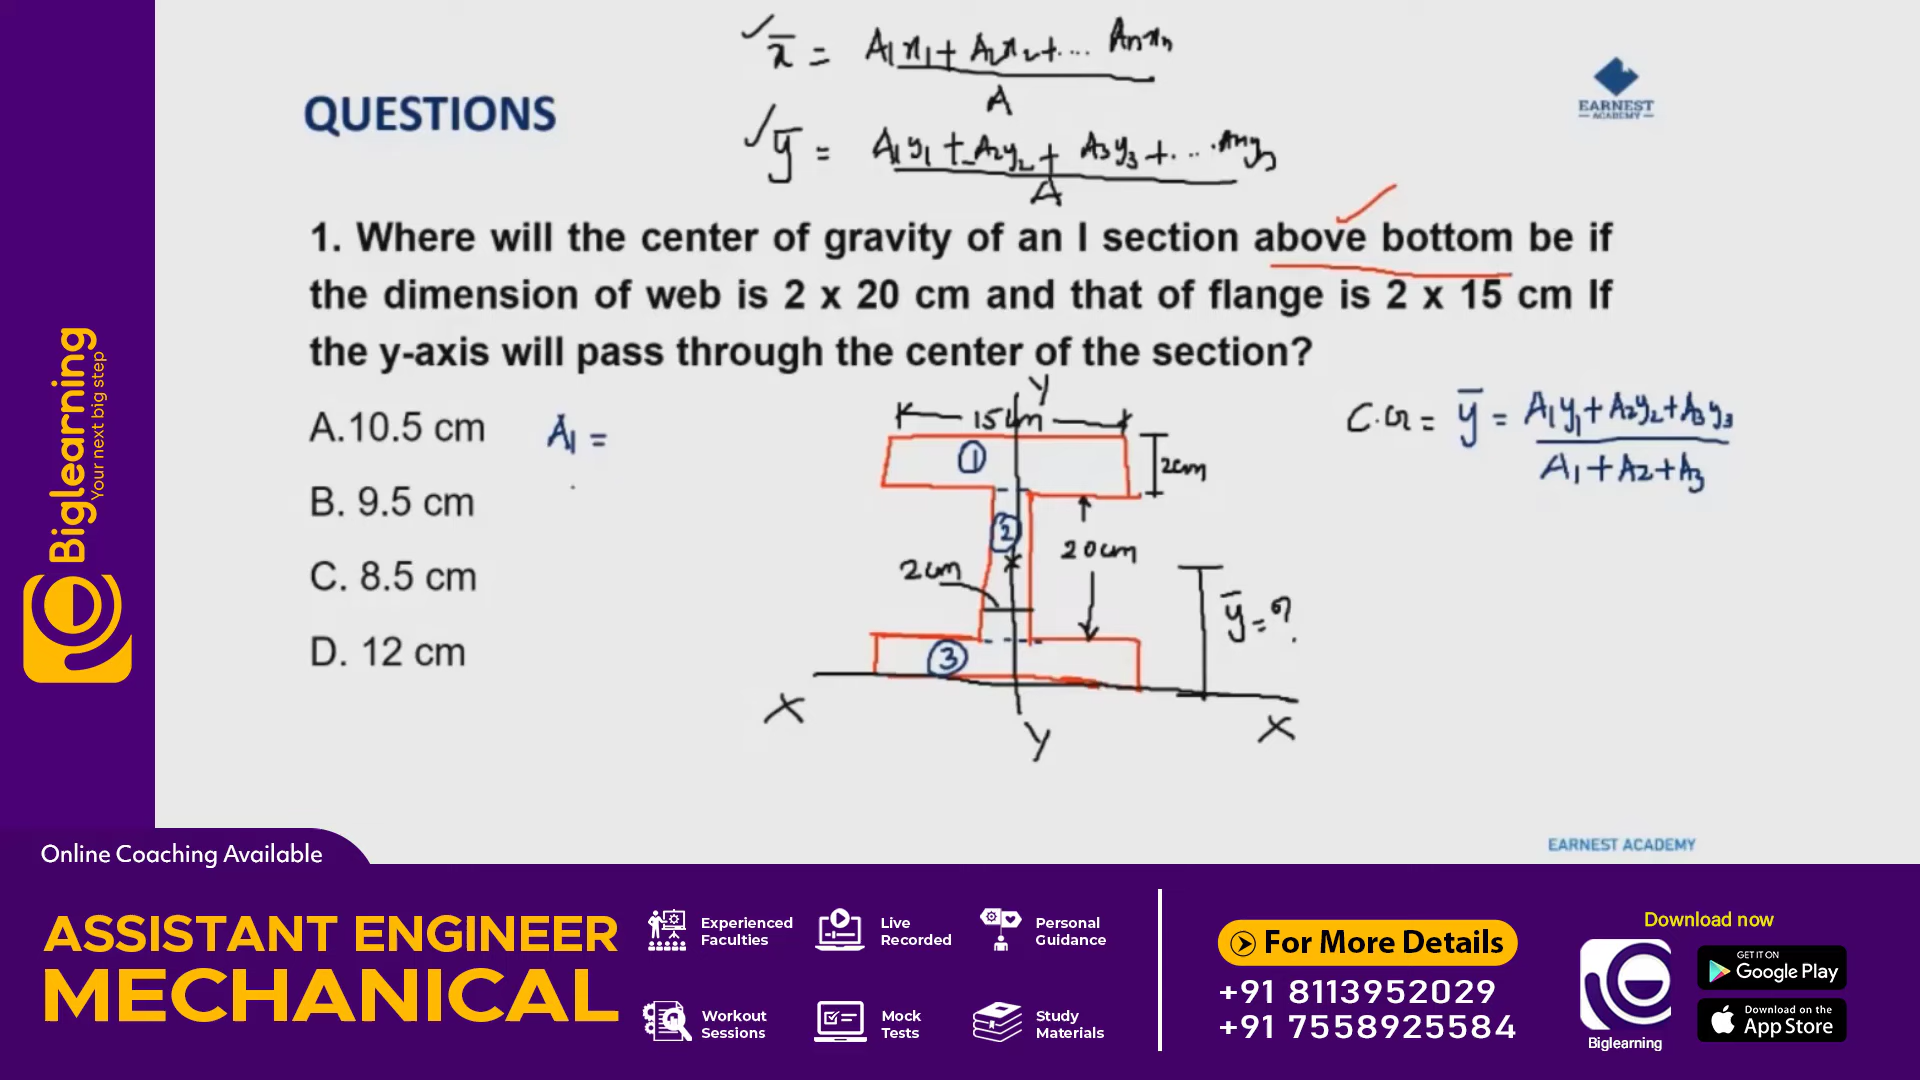 x̄ = A1x1 + A2x2 + ... Anxn
A
QUESTIONS
EARNEST
ACADEMY
ȳ = A1y1 + A2y2 + A3y3 + ... Anyn
A
1. Where will the center of gravity of an I section above bottom be if
the dimension of web is 2 x 20 cm and that of flange is 2 x 15 cm If
the y-axis will pass through the center of the section?
A.10.5 cm
B. 9.5 cm
C. 8.5 cm
D. 12 cm
A1 =
Y
15cm
1
2cm
2
20cm
2cm
3
ȳ = ?
X
X
Y
C.G = ȳ = A1y1 + A2y2 + A3y3
A1 + A2 + A3
EARNEST ACADEMY
Biglearning
Your next big step
Online Coaching Available
ASSISTANT ENGINEER
MECHANICAL
Experienced
Faculties
Live
Recorded
Personal
Guidance
Workout
Sessions
Mock
Tests
Study
Materials
For More Details
+91 8113952029
+91 7558925584
Download now
Biglearning
GET IT ON
Google Play
Download on the
App Store